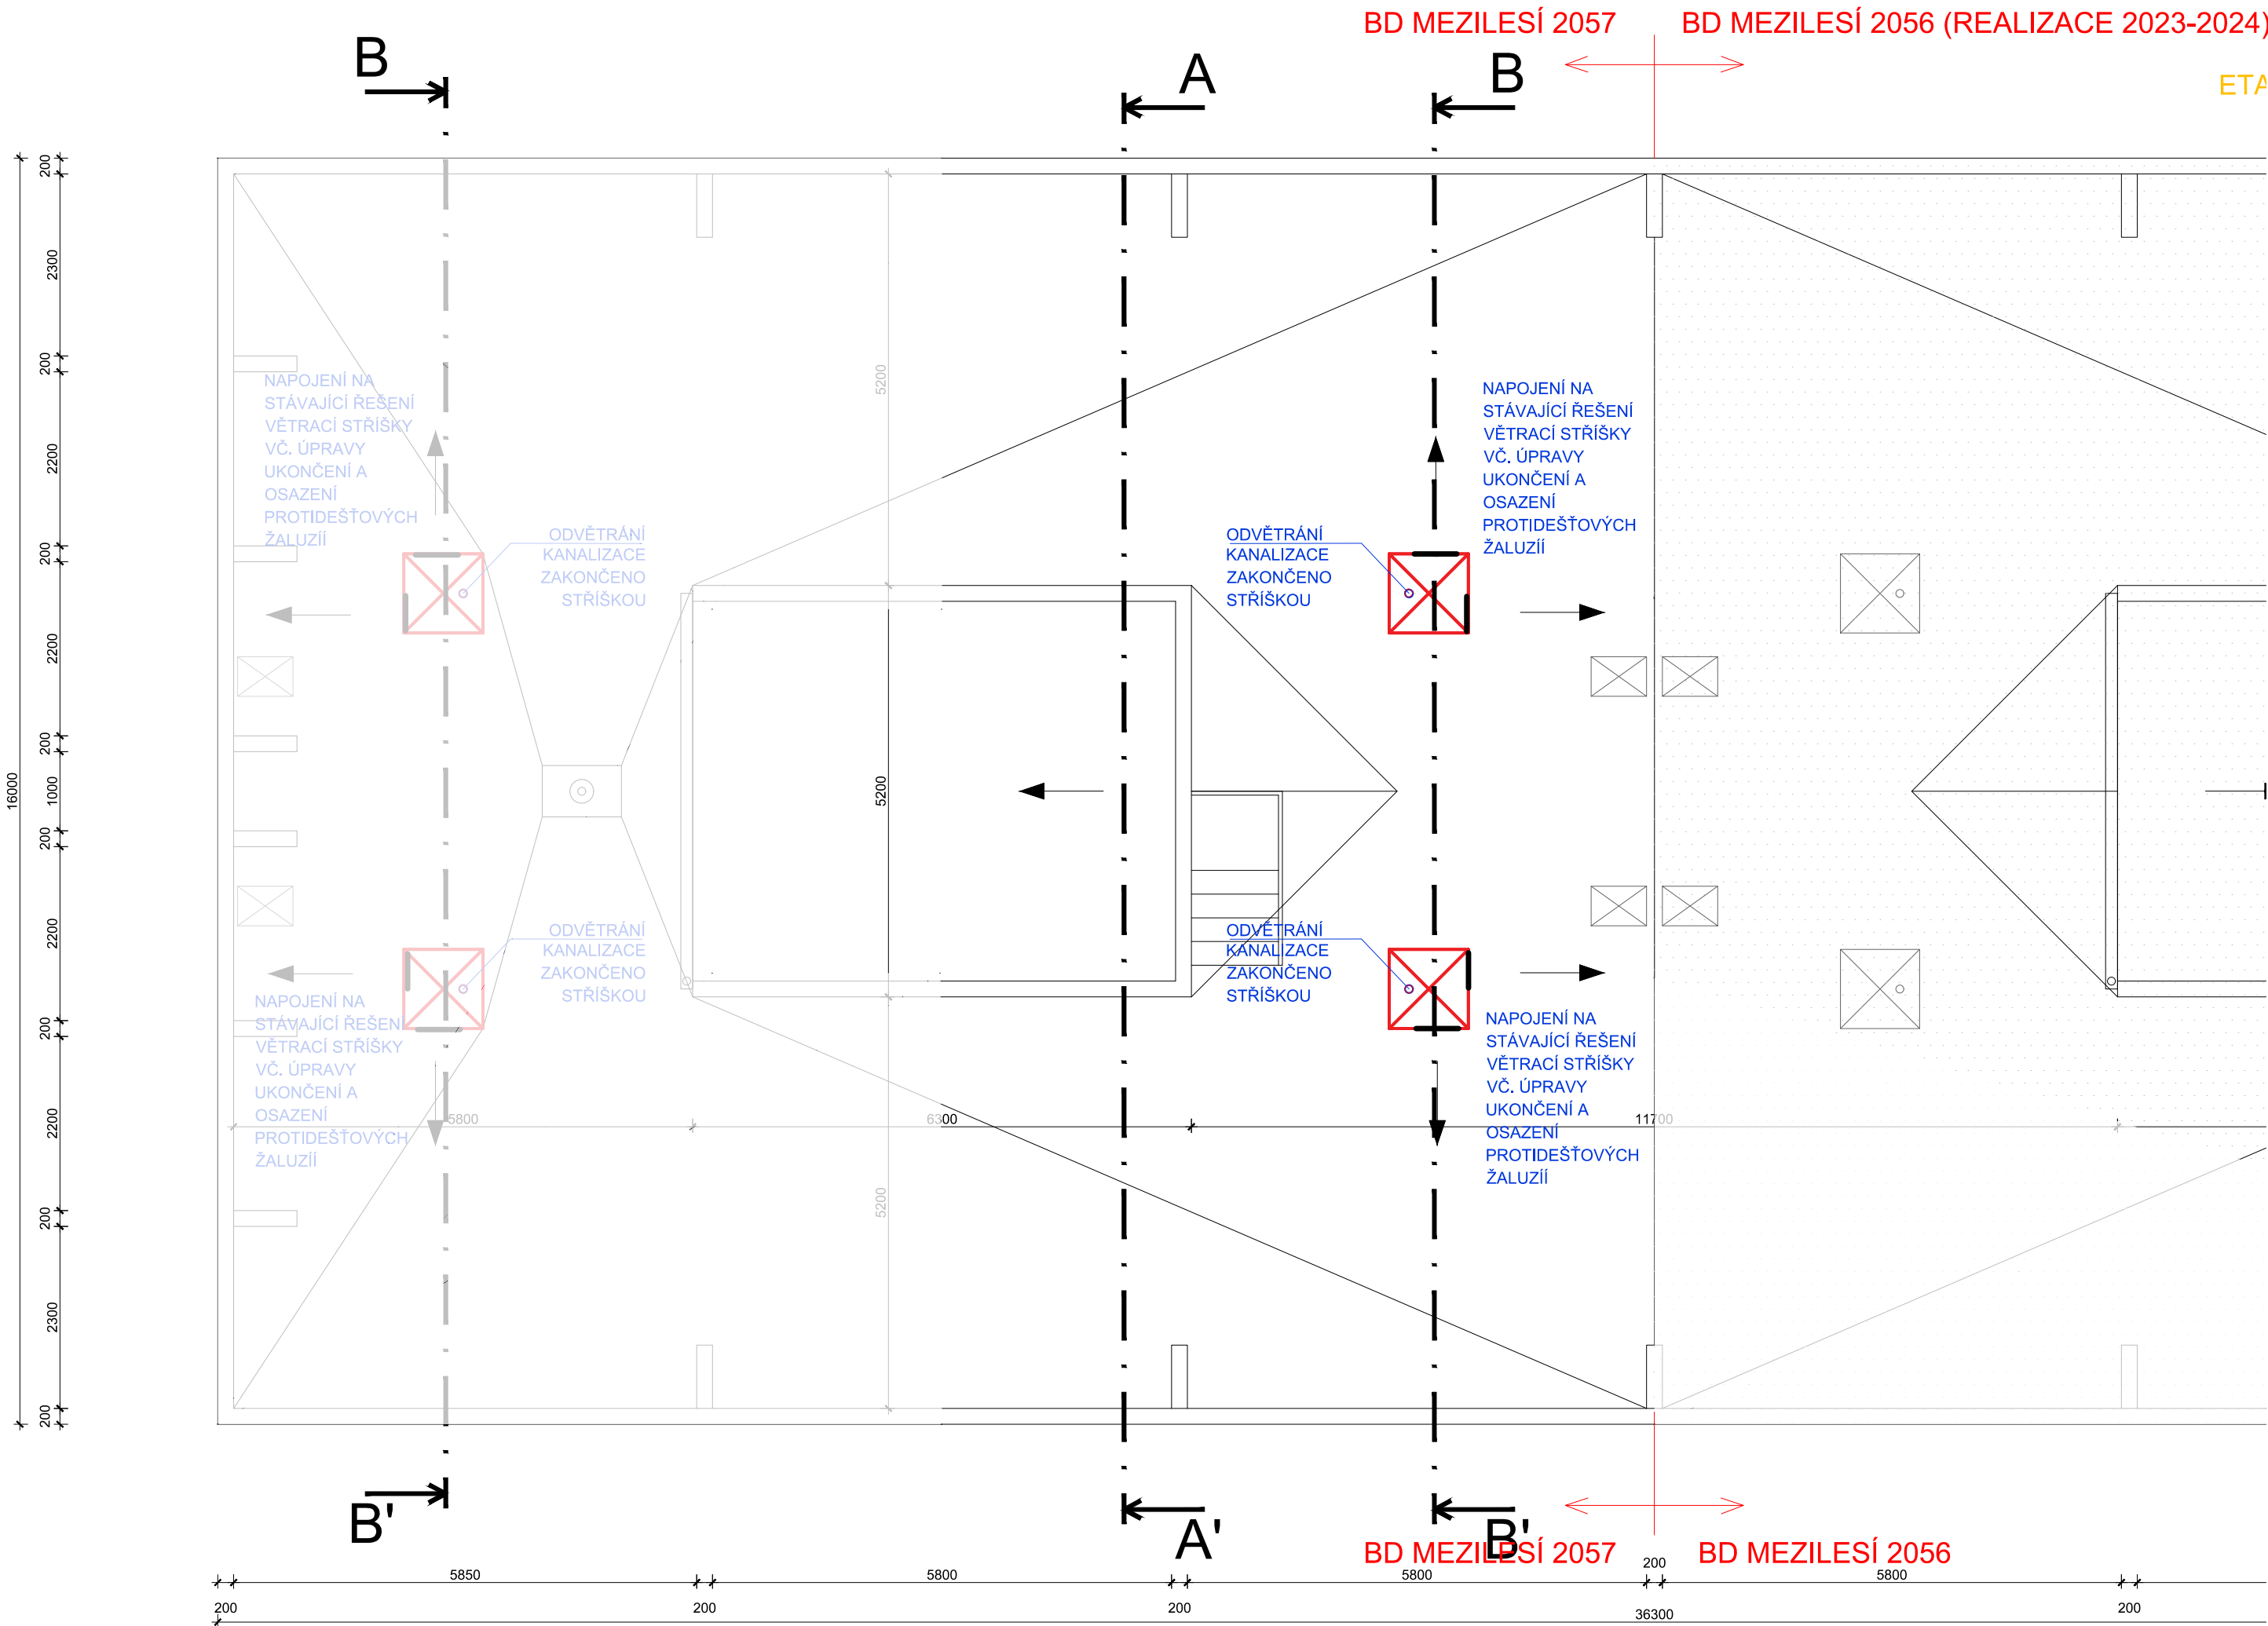 BD MEZILESÍ 2057
BD MEZILESÍ 2056 (REALIZACE 2023-2024)
ETA
B
A
B
200
2300
200
2200
200
2200
200
1000
200
2200
200
2200
200
2300
200
16000
5200
5200
5200
NAPOJENÍ NA
STÁVAJÍCÍ ŘEŠENÍ
VĚTRACÍ STŘÍŠKY
VČ. ÚPRAVY
UKONČENÍ A
OSAZENÍ
PROTIDEŠŤOVÝCH
ŽALUZÍÍ
ODVĚTRÁNÍ
KANALIZACE
ZAKONČENO
STŘÍŠKOU
ODVĚTRÁNÍ
KANALIZACE
ZAKONČENO
STŘÍŠKOU
NAPOJENÍ NA
STÁVAJÍCÍ ŘEŠENÍ
VĚTRACÍ STŘÍŠKY
VČ. ÚPRAVY
UKONČENÍ A
OSAZENÍ
PROTIDEŠŤOVÝCH
ŽALUZÍÍ
ODVĚTRÁNÍ
KANALIZACE
ZAKONČENO
STŘÍŠKOU
NAPOJENÍ NA
STÁVAJÍCÍ ŘEŠENÍ
VĚTRACÍ STŘÍŠKY
VČ. ÚPRAVY
UKONČENÍ A
OSAZENÍ
PROTIDEŠŤOVÝCH
ŽALUZÍÍ
ODVĚTRÁNÍ
KANALIZACE
ZAKONČENO
STŘÍŠKOU
NAPOJENÍ NA
STÁVAJÍCÍ ŘEŠENÍ
VĚTRACÍ STŘÍŠKY
VČ. ÚPRAVY
UKONČENÍ A
OSAZENÍ
PROTIDEŠŤOVÝCH
ŽALUZÍÍ
5800
6300
11700
B'
A'
B'
BD MEZILESÍ 2057
BD MEZILESÍ 2056
5850
5800
5800
200
5800
200
200
200
36300
200